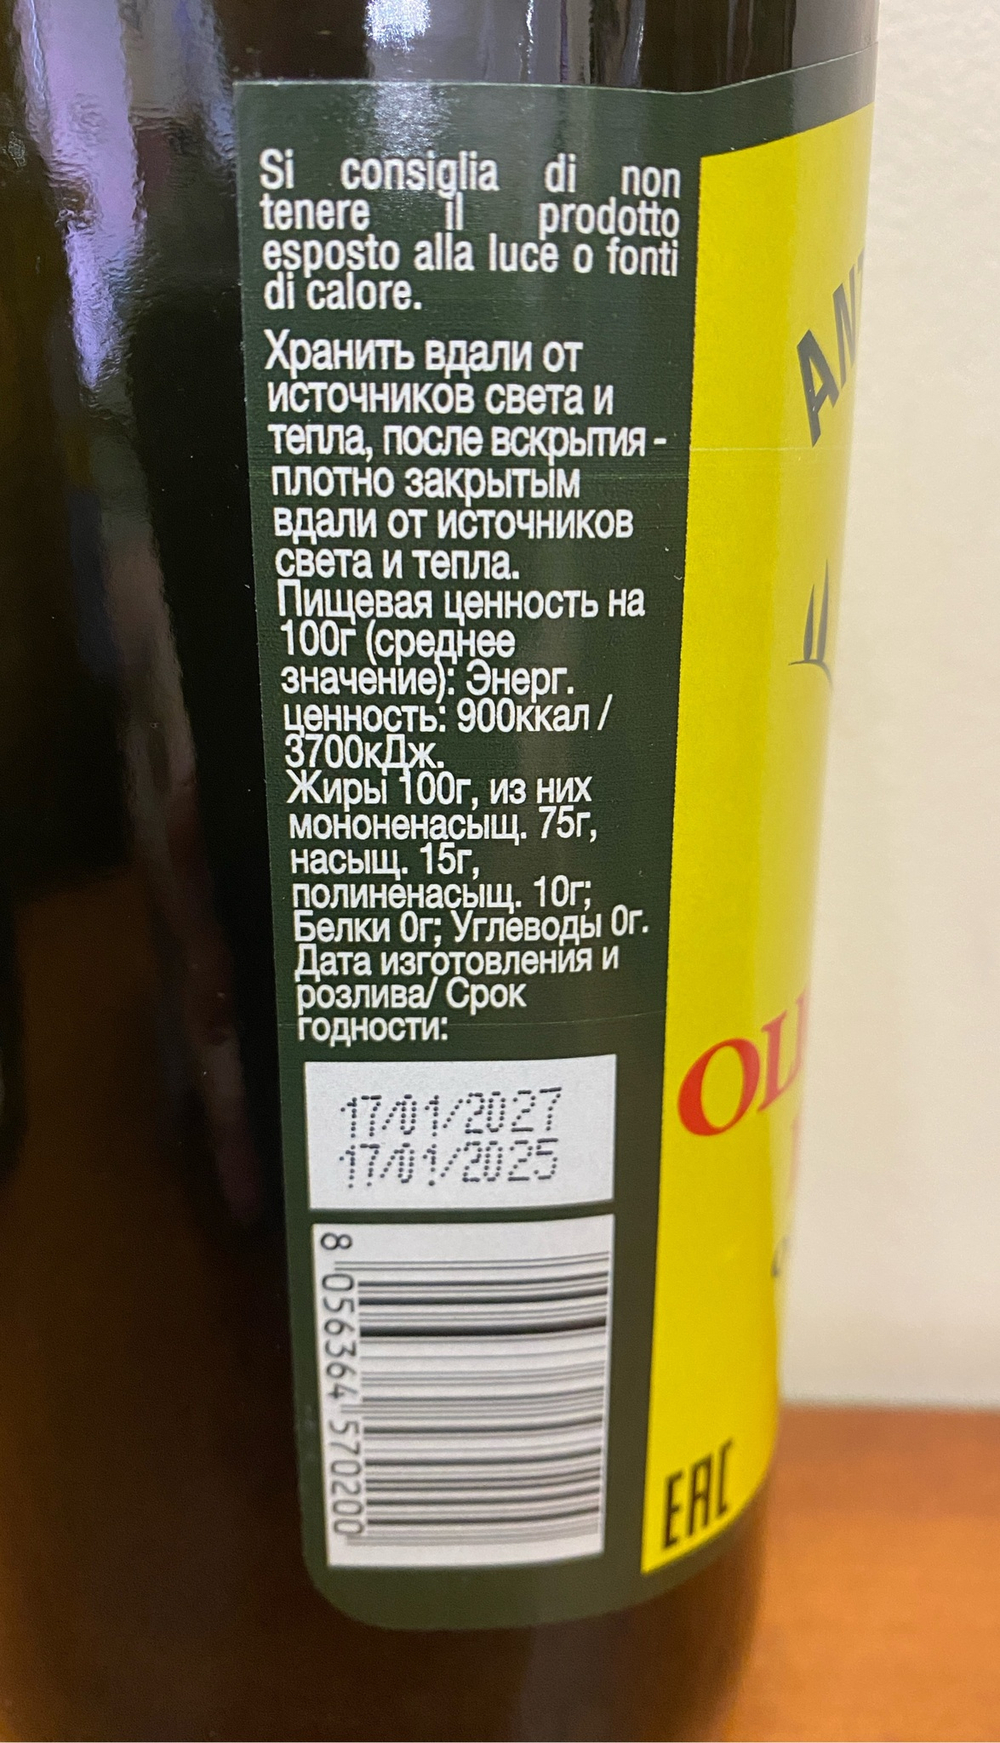 Si consiglia di non
tenere il prodotto
esposto alla luce o fonti
di calore.
Хранить вдали от
источников света и
тепла, после вскрытия -
плотно закрытым
вдали от источников
света и тепла.
Пищевая ценность на
100г (среднее
значение): Энерг.
ценность: 900ккал /
3700кДж.
Жиры 100г, из них
мононенасыщ. 75г,
насыщ. 15г,
полиненасыщ. 10г;
Белки 0г; Углеводы 0г.
Дата изготовления и
розлива/ Срок
годности:
17/01/2027
17/01/2025
8 056364 570200
EAC